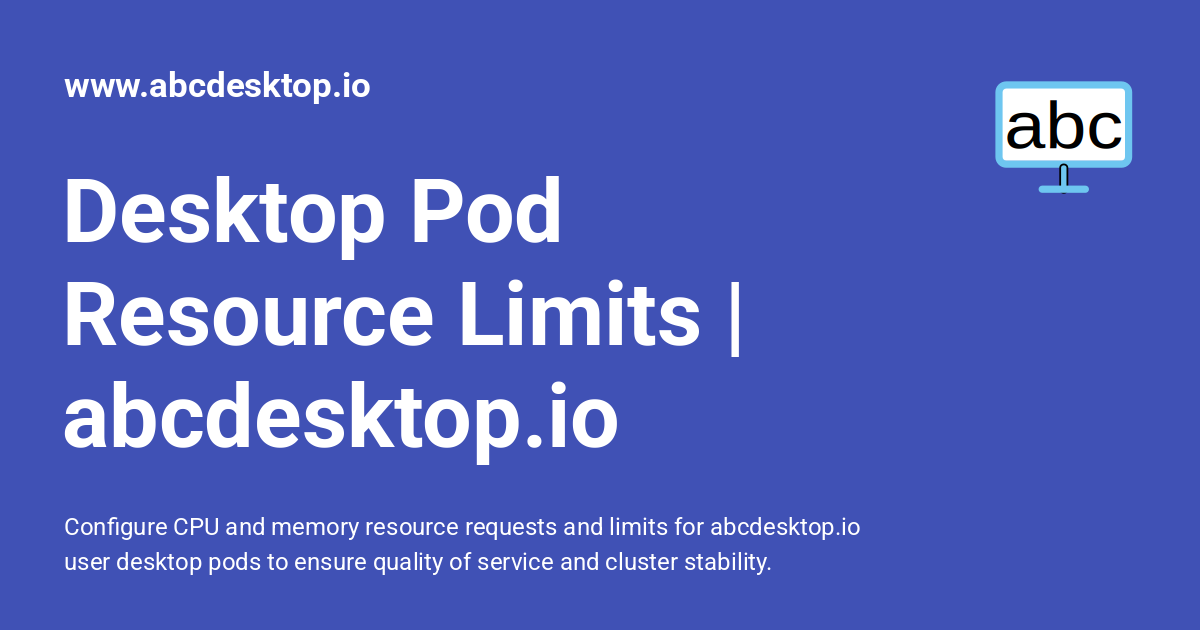 www.abcdesktop.io
abc
Desktop Pod
Resource Limits |
abcdesktop.io
Configure CPU and memory resource requests and limits for abcdesktop.io
user desktop pods to ensure quality of service and cluster stability.